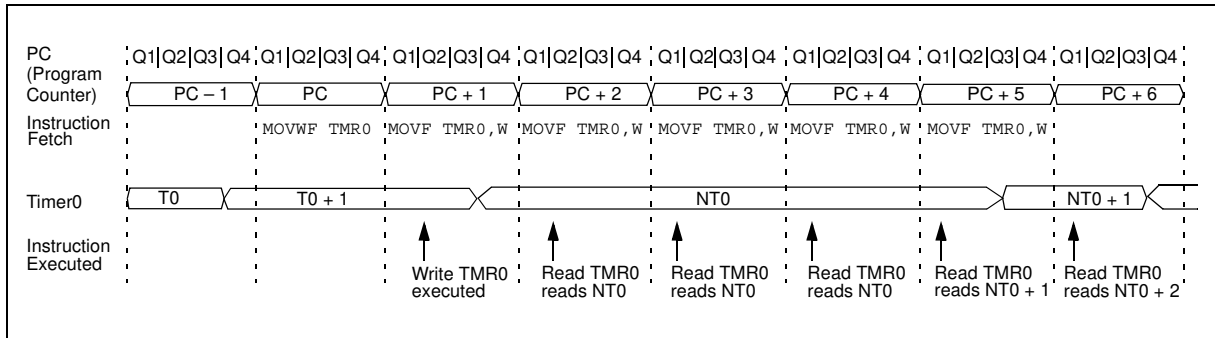 PC (Program Counter)
Q1|Q2|Q3|Q4 Q1|Q2|Q3|Q4 Q1|Q2|Q3|Q4 Q1|Q2|Q3|Q4 Q1|Q2|Q3|Q4 Q1|Q2|Q3|Q4 Q1|Q2|Q3|Q4 Q1|Q2|Q3|Q4
PC – 1 PC PC + 1 PC + 2 PC + 3 PC + 4 PC + 5 PC + 6
Instruction Fetch
MOVWF TMR0 MOVF TMR0,W MOVF TMR0,W MOVF TMR0,W MOVF TMR0,W MOVF TMR0,W
Timer0
T0 T0 + 1 NT0 NT0 + 1
Instruction Executed
Write TMR0 executed
Read TMR0 reads NT0
Read TMR0 reads NT0
Read TMR0 reads NT0
Read TMR0 reads NT0 + 1
Read TMR0 reads NT0 + 2